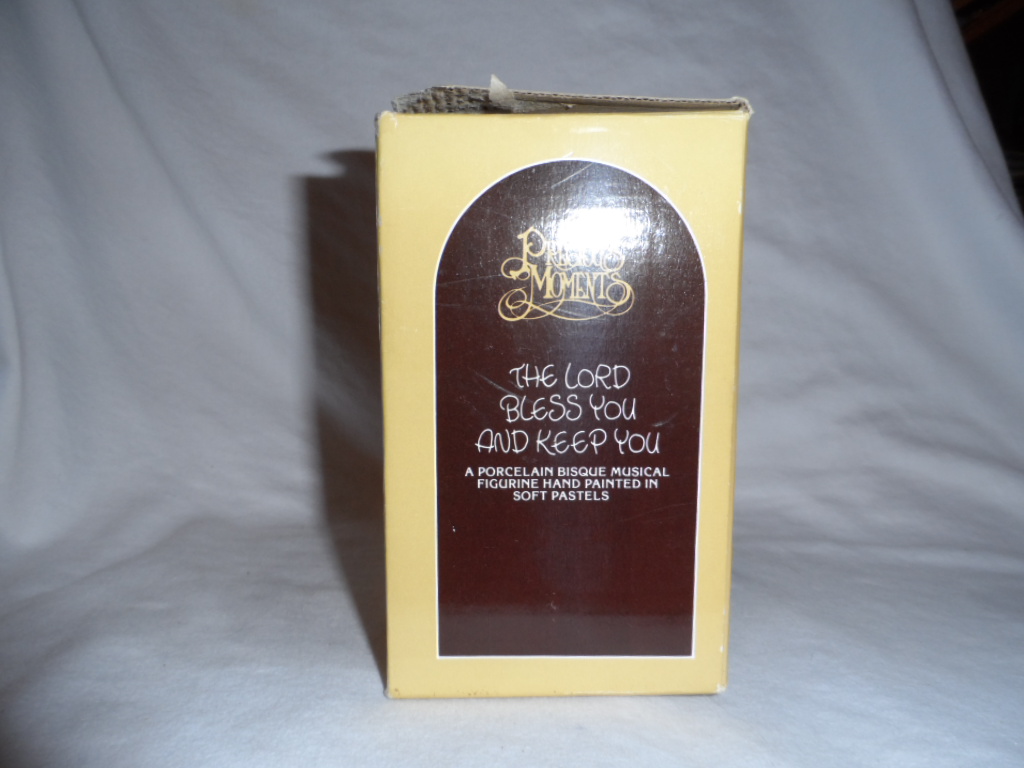 PRECIOUS
MOMENTS
THE LORD
BLESS YOU
AND KEEP YOU
A PORCELAIN BISQUE MUSICAL
FIGURINE HAND PAINTED IN
SOFT PASTELS